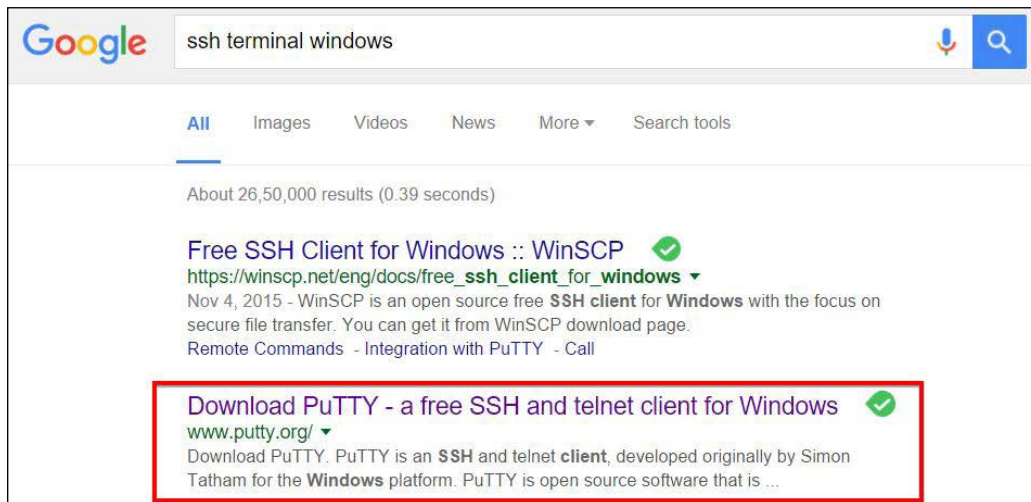 Google ssh terminal windows
All Images Videos News More Search tools
About 26,50,000 results (0.39 seconds)
Free SSH Client for Windows :: WinSCP
https://winscp.net/eng/docs/free_ssh_client_for_windows
Nov 4, 2015 - WinSCP is an open source free SSH client for Windows with the focus on
secure file transfer. You can get it from WinSCP download page.
Remote Commands - Integration with PuTTY - Call
Download PuTTY - a free SSH and telnet client for Windows
www.putty.org/
Download PuTTY. PuTTY is an SSH and telnet client, developed originally by Simon
Tatham for the Windows platform. PuTTY is open source software that is ...